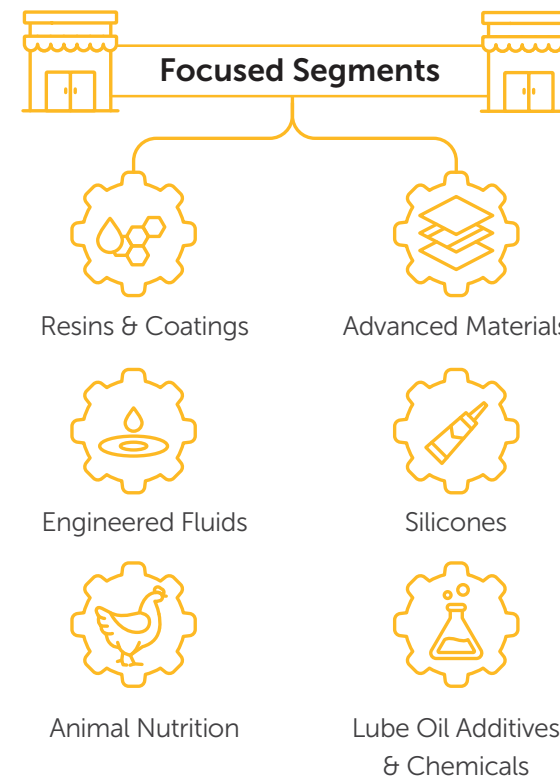 Focused Segments
Resins & Coatings
Advanced Materials
Engineered Fluids
Silicones
Animal Nutrition
Lube Oil Additives
& Chemicals